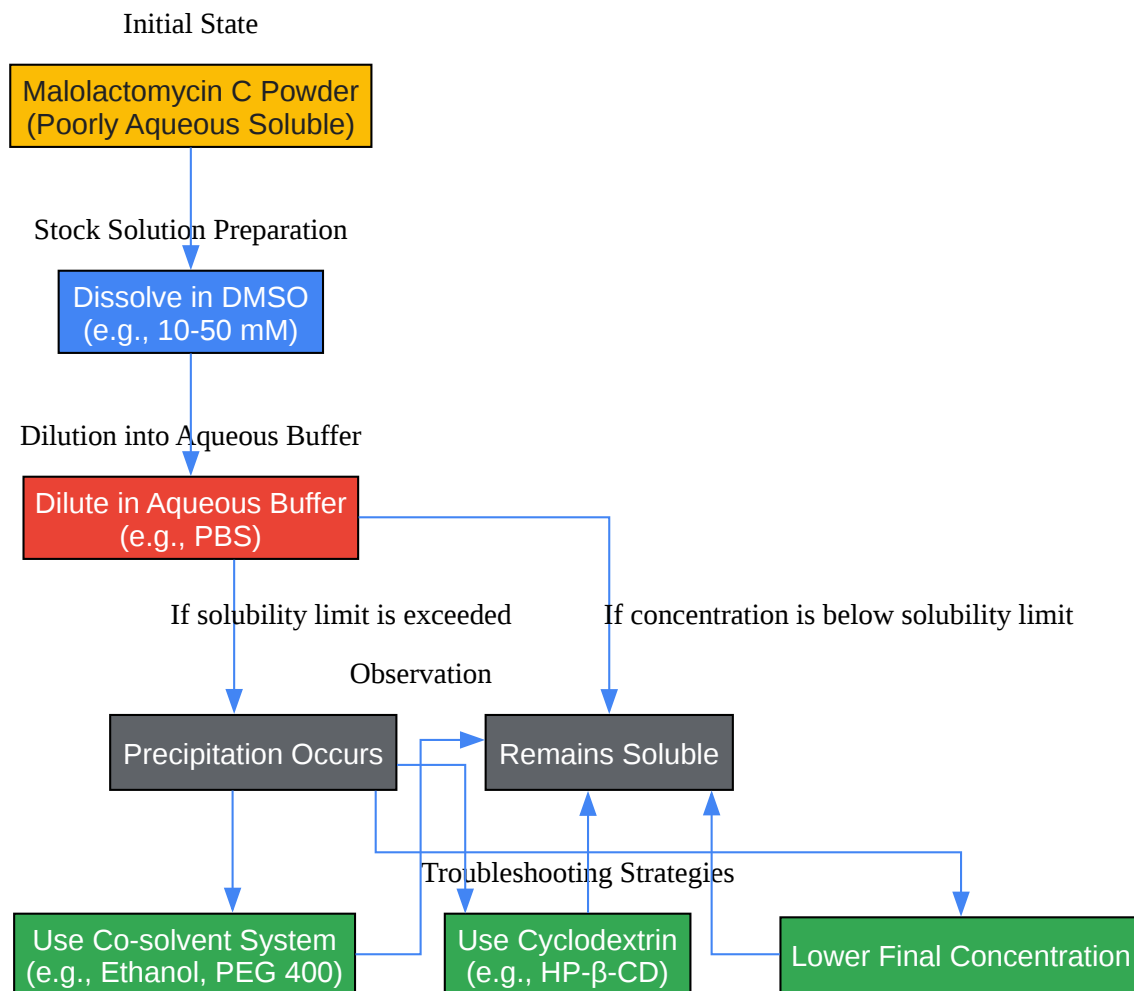 Initial State
Malolactomycin C Powder
(Poorly Aqueous Soluble)
Stock Solution Preparation
Dissolve in DMSO
(e.g., 10-50 mM)
Dilution into Aqueous Buffer
Dilute in Aqueous Buffer
(e.g., PBS)
If solubility limit is exceeded
If concentration is below solubility limit
Observation
Precipitation Occurs
Remains Soluble
Troubleshooting Strategies
Use Co-solvent System
(e.g., Ethanol, PEG 400)
Use Cyclodextrin
(e.g., HP-β-CD)
Lower Final Concentration